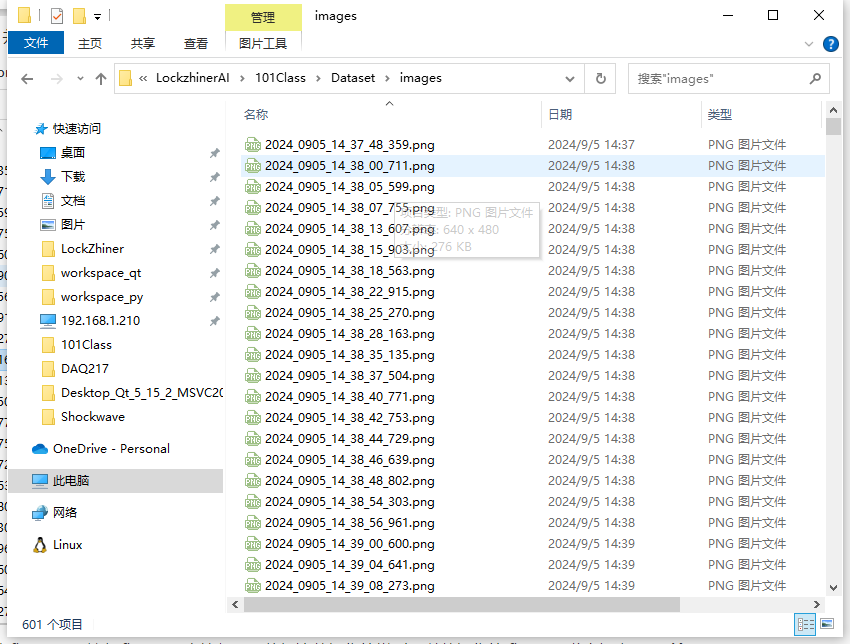 管理
images
文件
主页
共享
查看
图片工具
« LockzhinerAI > 101Class > Dataset > images
搜索"images"
名称
日期
类型
快速访问
桌面
下载
文档
图片
LockZhiner
workspace_qt
workspace_py
192.168.1.210
101Class
DAQ217
Desktop_Qt_5_15_2_MSVC20
Shockwave
OneDrive - Personal
此电脑
网络
Linux
2024_0905_14_37_48_359.png 2024/9/5 14:37 PNG 图片文件
2024_0905_14_38_00_711.png 2024/9/5 14:38 PNG 图片文件
2024_0905_14_38_05_599.png 2024/9/5 14:38 PNG 图片文件
2024_0905_14_38_07_755.png 2024/9/5 14:38 PNG 图片文件
2024_0905_14_38_13_607.png 2024/9/5 14:38 PNG 图片文件
2024_0905_14_38_15_903.png 2024/9/5 14:38 PNG 图片文件
2024_0905_14_38_18_563.png 2024/9/5 14:38 PNG 图片文件
2024_0905_14_38_22_915.png 2024/9/5 14:38 PNG 图片文件
2024_0905_14_38_25_270.png 2024/9/5 14:38 PNG 图片文件
2024_0905_14_38_28_163.png 2024/9/5 14:38 PNG 图片文件
2024_0905_14_38_35_135.png 2024/9/5 14:38 PNG 图片文件
2024_0905_14_38_37_504.png 2024/9/5 14:38 PNG 图片文件
2024_0905_14_38_40_771.png 2024/9/5 14:38 PNG 图片文件
2024_0905_14_38_42_753.png 2024/9/5 14:38 PNG 图片文件
2024_0905_14_38_44_729.png 2024/9/5 14:38 PNG 图片文件
2024_0905_14_38_46_639.png 2024/9/5 14:38 PNG 图片文件
2024_0905_14_38_48_802.png 2024/9/5 14:38 PNG 图片文件
2024_0905_14_38_54_303.png 2024/9/5 14:38 PNG 图片文件
2024_0905_14_38_56_961.png 2024/9/5 14:38 PNG 图片文件
2024_0905_14_39_00_600.png 2024/9/5 14:39 PNG 图片文件
2024_0905_14_39_04_641.png 2024/9/5 14:39 PNG 图片文件
2024_0905_14_39_08_273.png 2024/9/5 14:39 PNG 图片文件
类型: PNG 图片文件
640 x 480
276 KB
601 个项目